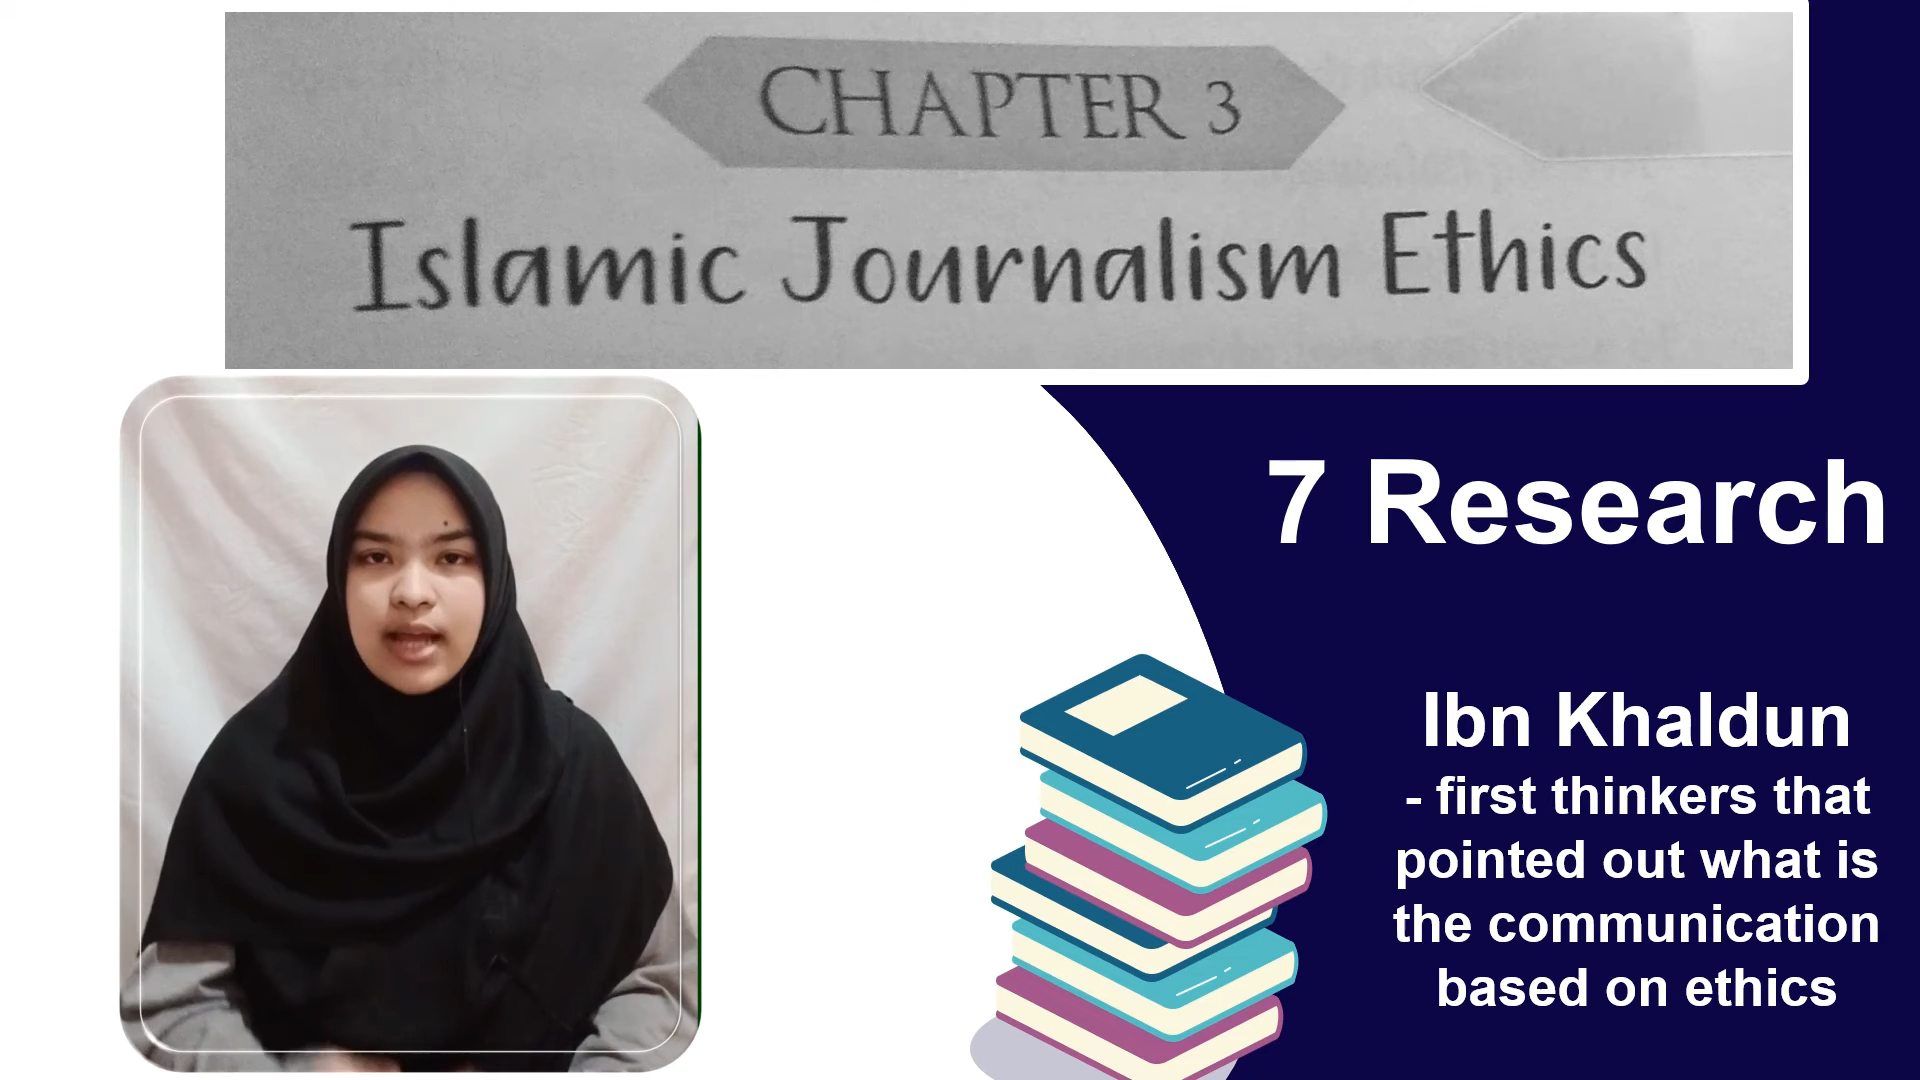 CHAPTER 3
Islamic Journalism Ethics
7 Research
Ibn Khaldun
- first thinkers that
pointed out what is
the communication
based on ethics